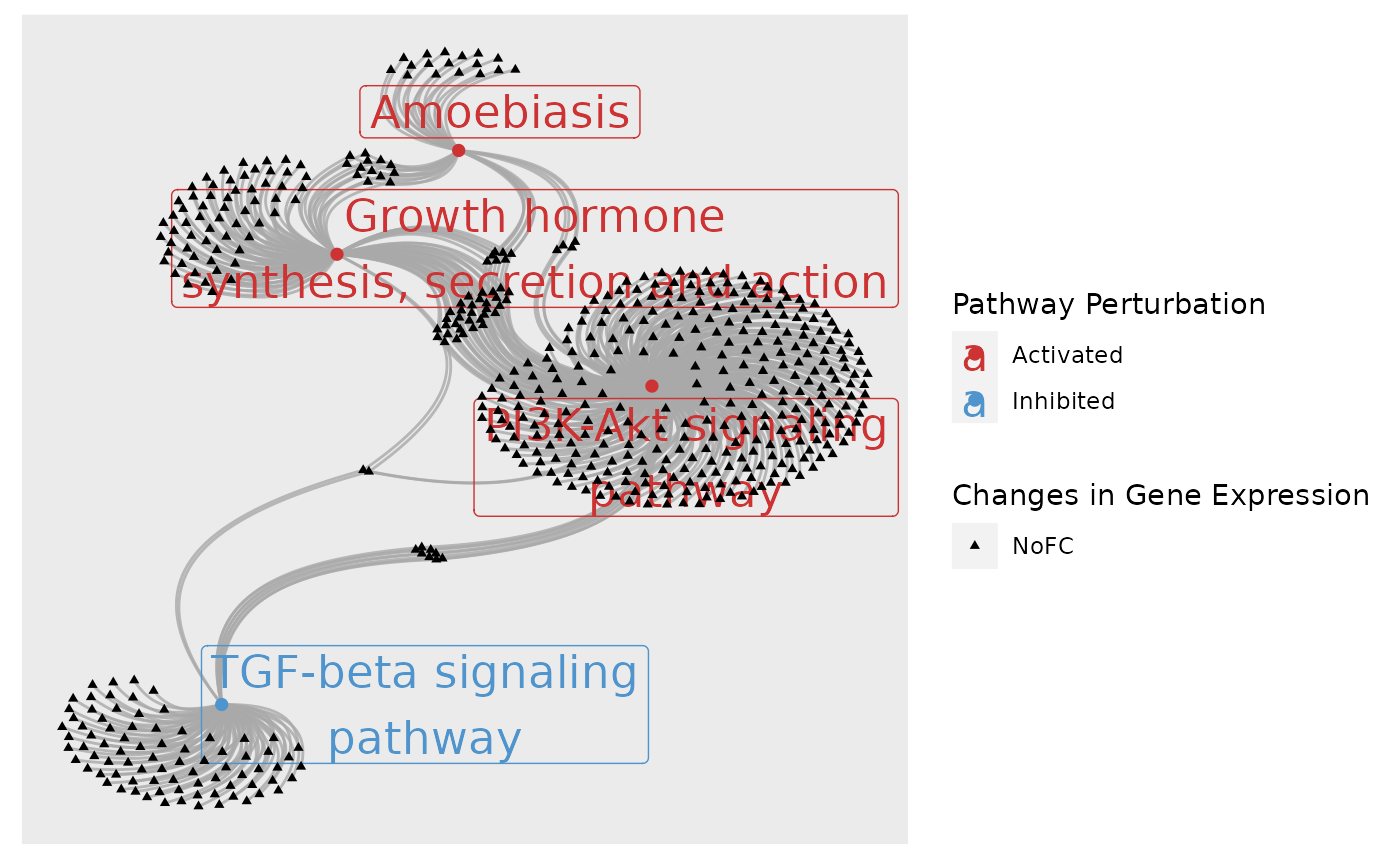 Amoebiasis
Growth hormone
synthesis, secretion and action
PI3K-Akt signaling
pathway
TGF-beta signaling
pathway
Pathway Perturbation
a Activated
a Inhibited
Changes in Gene Expression
NoFC